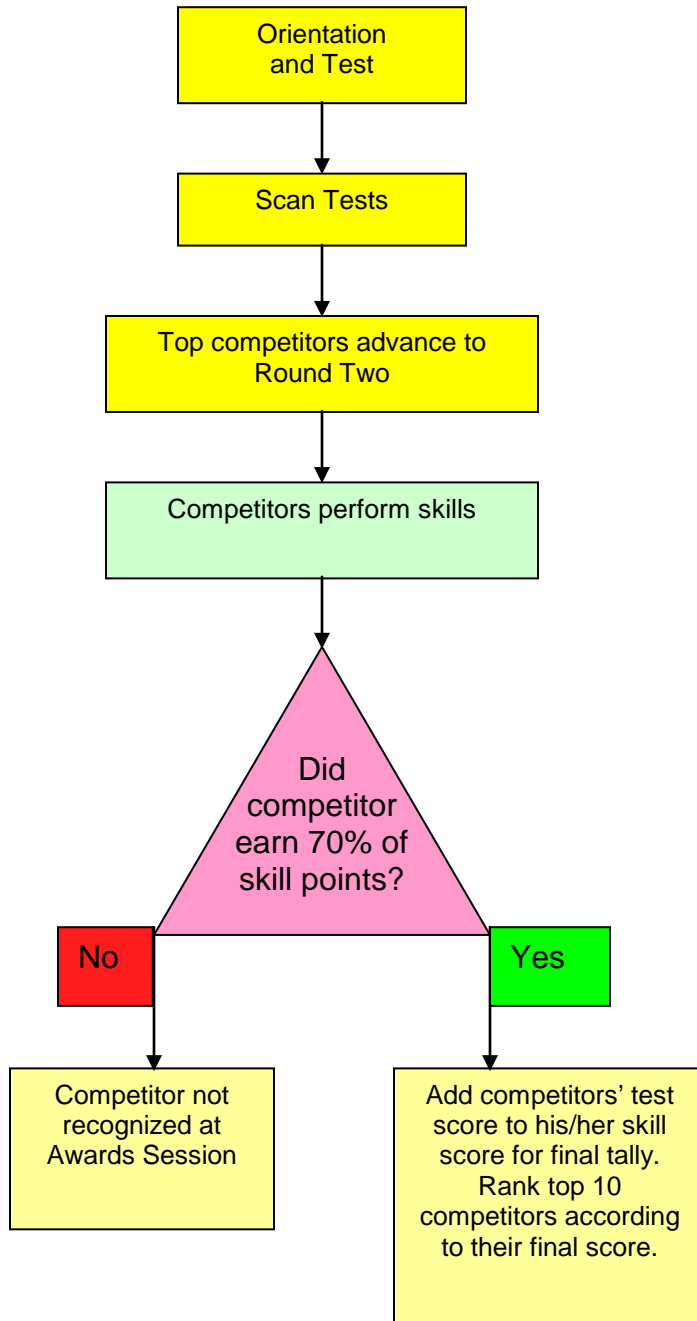 Orientation
and Test
Scan Tests
Top competitors advance to
Round Two
Competitors perform skills
Did
competitor
earn 70% of
skill points?
No
Yes
Competitor not
recognized at
Awards Session
Add competitors’ test
score to his/her skill
score for final tally.
Rank top 10
competitors according
to their final score.